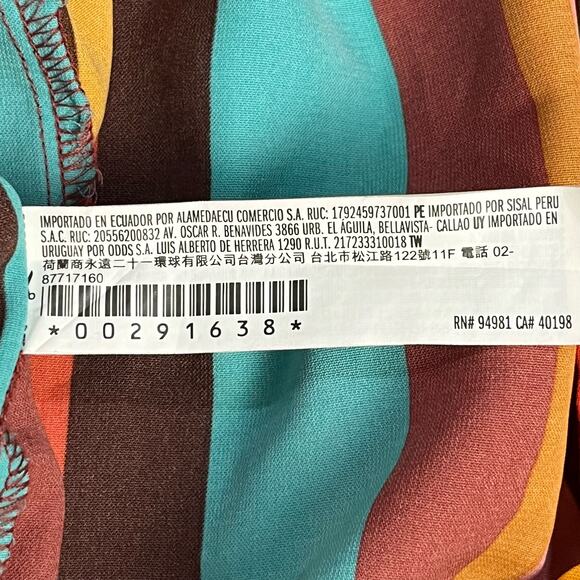 IMPORTADO EN ECUADOR POR ALAMEDAECU COMERCIO S.A. RUC: 1792459737001 PE IMPORTADO POR SISAL PERU
S.A.C. RUC: 20556200832 AV. OSCAR R. BENAVIDES 3866 URB. EL ÁGUILA, BELLAVISTA- CALLAO UY IMPORTADO EN
URUGUAY POR ODDS S.A. LUIS ALBERTO DE HERRERA 1290 R.U.T. 217233310018 TW
荷蘭商永遠二十一環球有限公司台灣分公司 台北市松江路122號11F 電話 02-
87717160
*00291638*
RN# 94981 CA# 40198